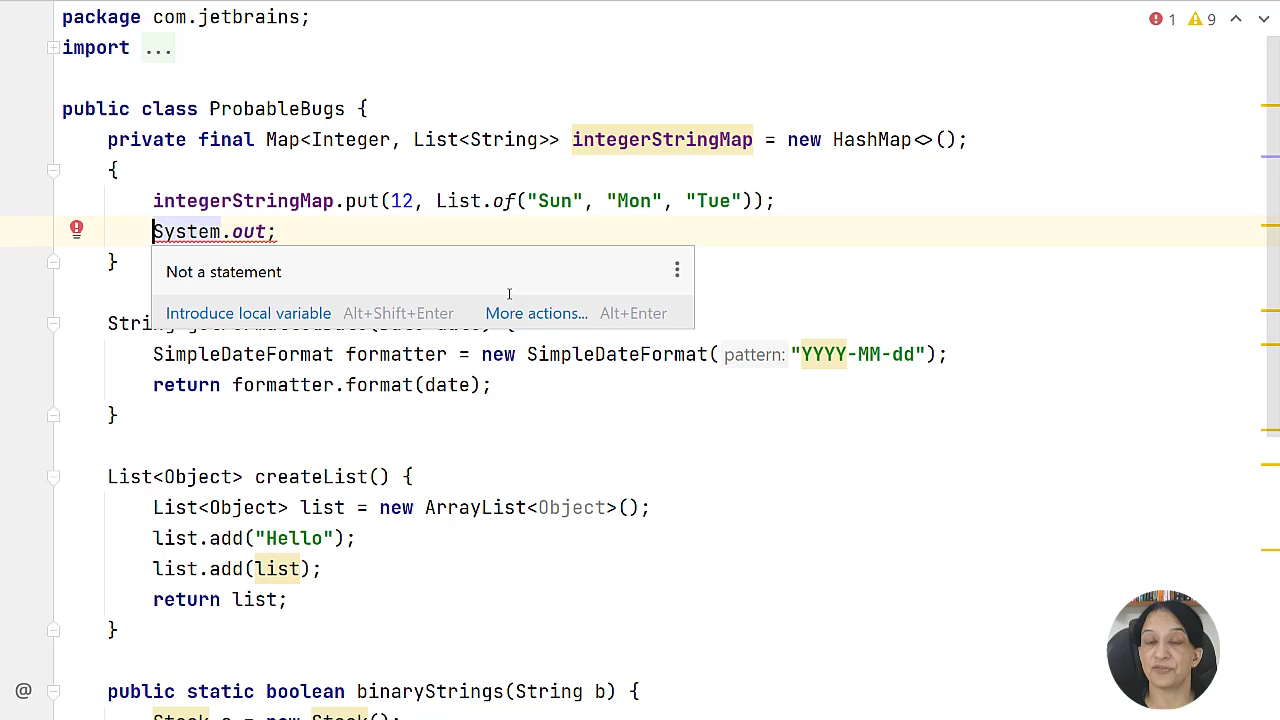 package com.jetbrains;
1 9
import ...
public class ProbableBugs {
private final Map<Integer, List<String>> integerStringMap = new HashMap<>();
{
integerStringMap.put(12, List.of("Sun", "Mon", "Tue"));
System.out;
}
Not a statement
Introduce local variable Alt+Shift+Enter More actions... Alt+Enter
SimpleDateFormat formatter = new SimpleDateFormat( pattern: "YYYY-MM-dd");
return formatter.format(date);
}
List<Object> createList() {
List<Object> list = new ArrayList<Object>();
list.add("Hello");
list.add(list);
return list;
}
@ public static boolean binaryStrings(String b) {